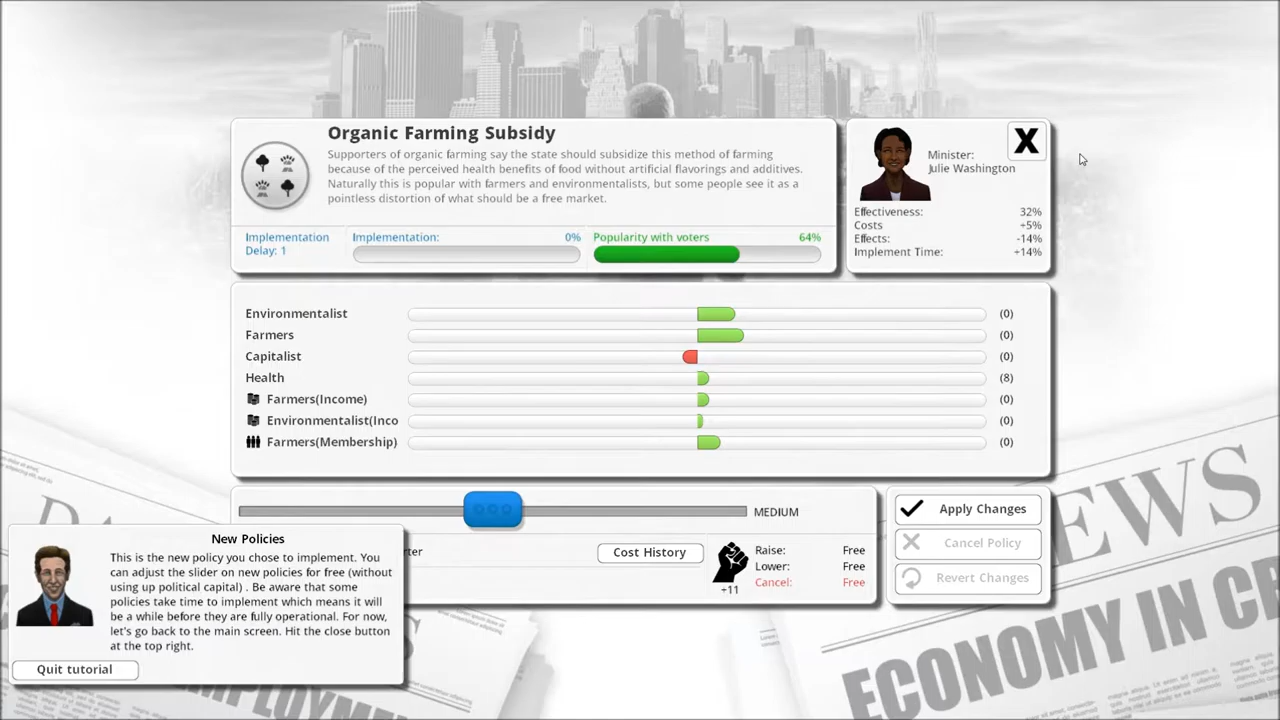 Organic Farming Subsidy
Supporters of organic farming say the state should subsidize this method of farming
because of the perceived health benefits of food without artificial flavorings and additives.
Naturally this is popular with farmers and environmentalists, but some people see it as a
pointless distortion of what should be a free market.
Implementation
Delay: 1
Implementation: 0%
Popularity with voters 64%
X
Minister:
Julie Washington
Effectiveness: 32%
Costs +5%
Effects: -14%
Implement Time: +14%
Environmentalist (0)
Farmers (0)
Capitalist (0)
Health (8)
Farmers(Income) (0)
Environmentalist(Inco (0)
Farmers(Membership) (0)
MEDIUM
rter
Cost History
+11
Raise: Free
Lower: Free
Cancel: Free
Apply Changes
Cancel Policy
Revert Changes
New Policies
This is the new policy you chose to implement. You
can adjust the slider on new policies for free (without
using up political capital) . Be aware that some
policies take time to implement which means it will
be a while before they are fully operational. For now,
let's go back to the main screen. Hit the close button
at the top right.
Quit tutorial
EWS
ECONOMY IN CR